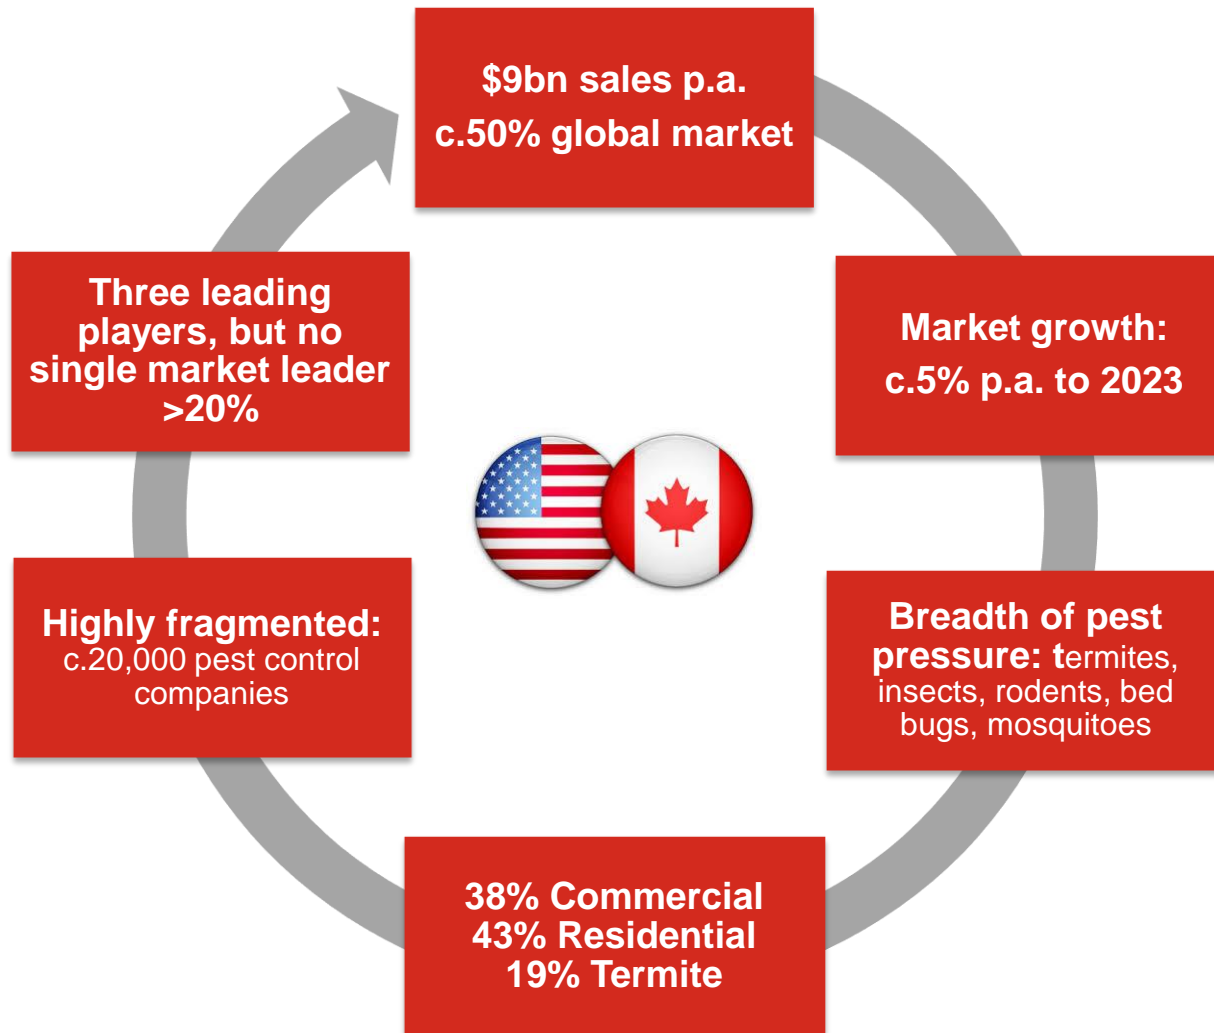 $9bn sales p.a.
c.50% global market
Market growth:
c.5% p.a. to 2023
Breadth of pest
pressure: termites,
insects, rodents, bed
bugs, mosquitoes
38% Commercial
43% Residential
19% Termite
Highly fragmented:
c.20,000 pest control
companies
Three leading
players, but no
single market leader
>20%